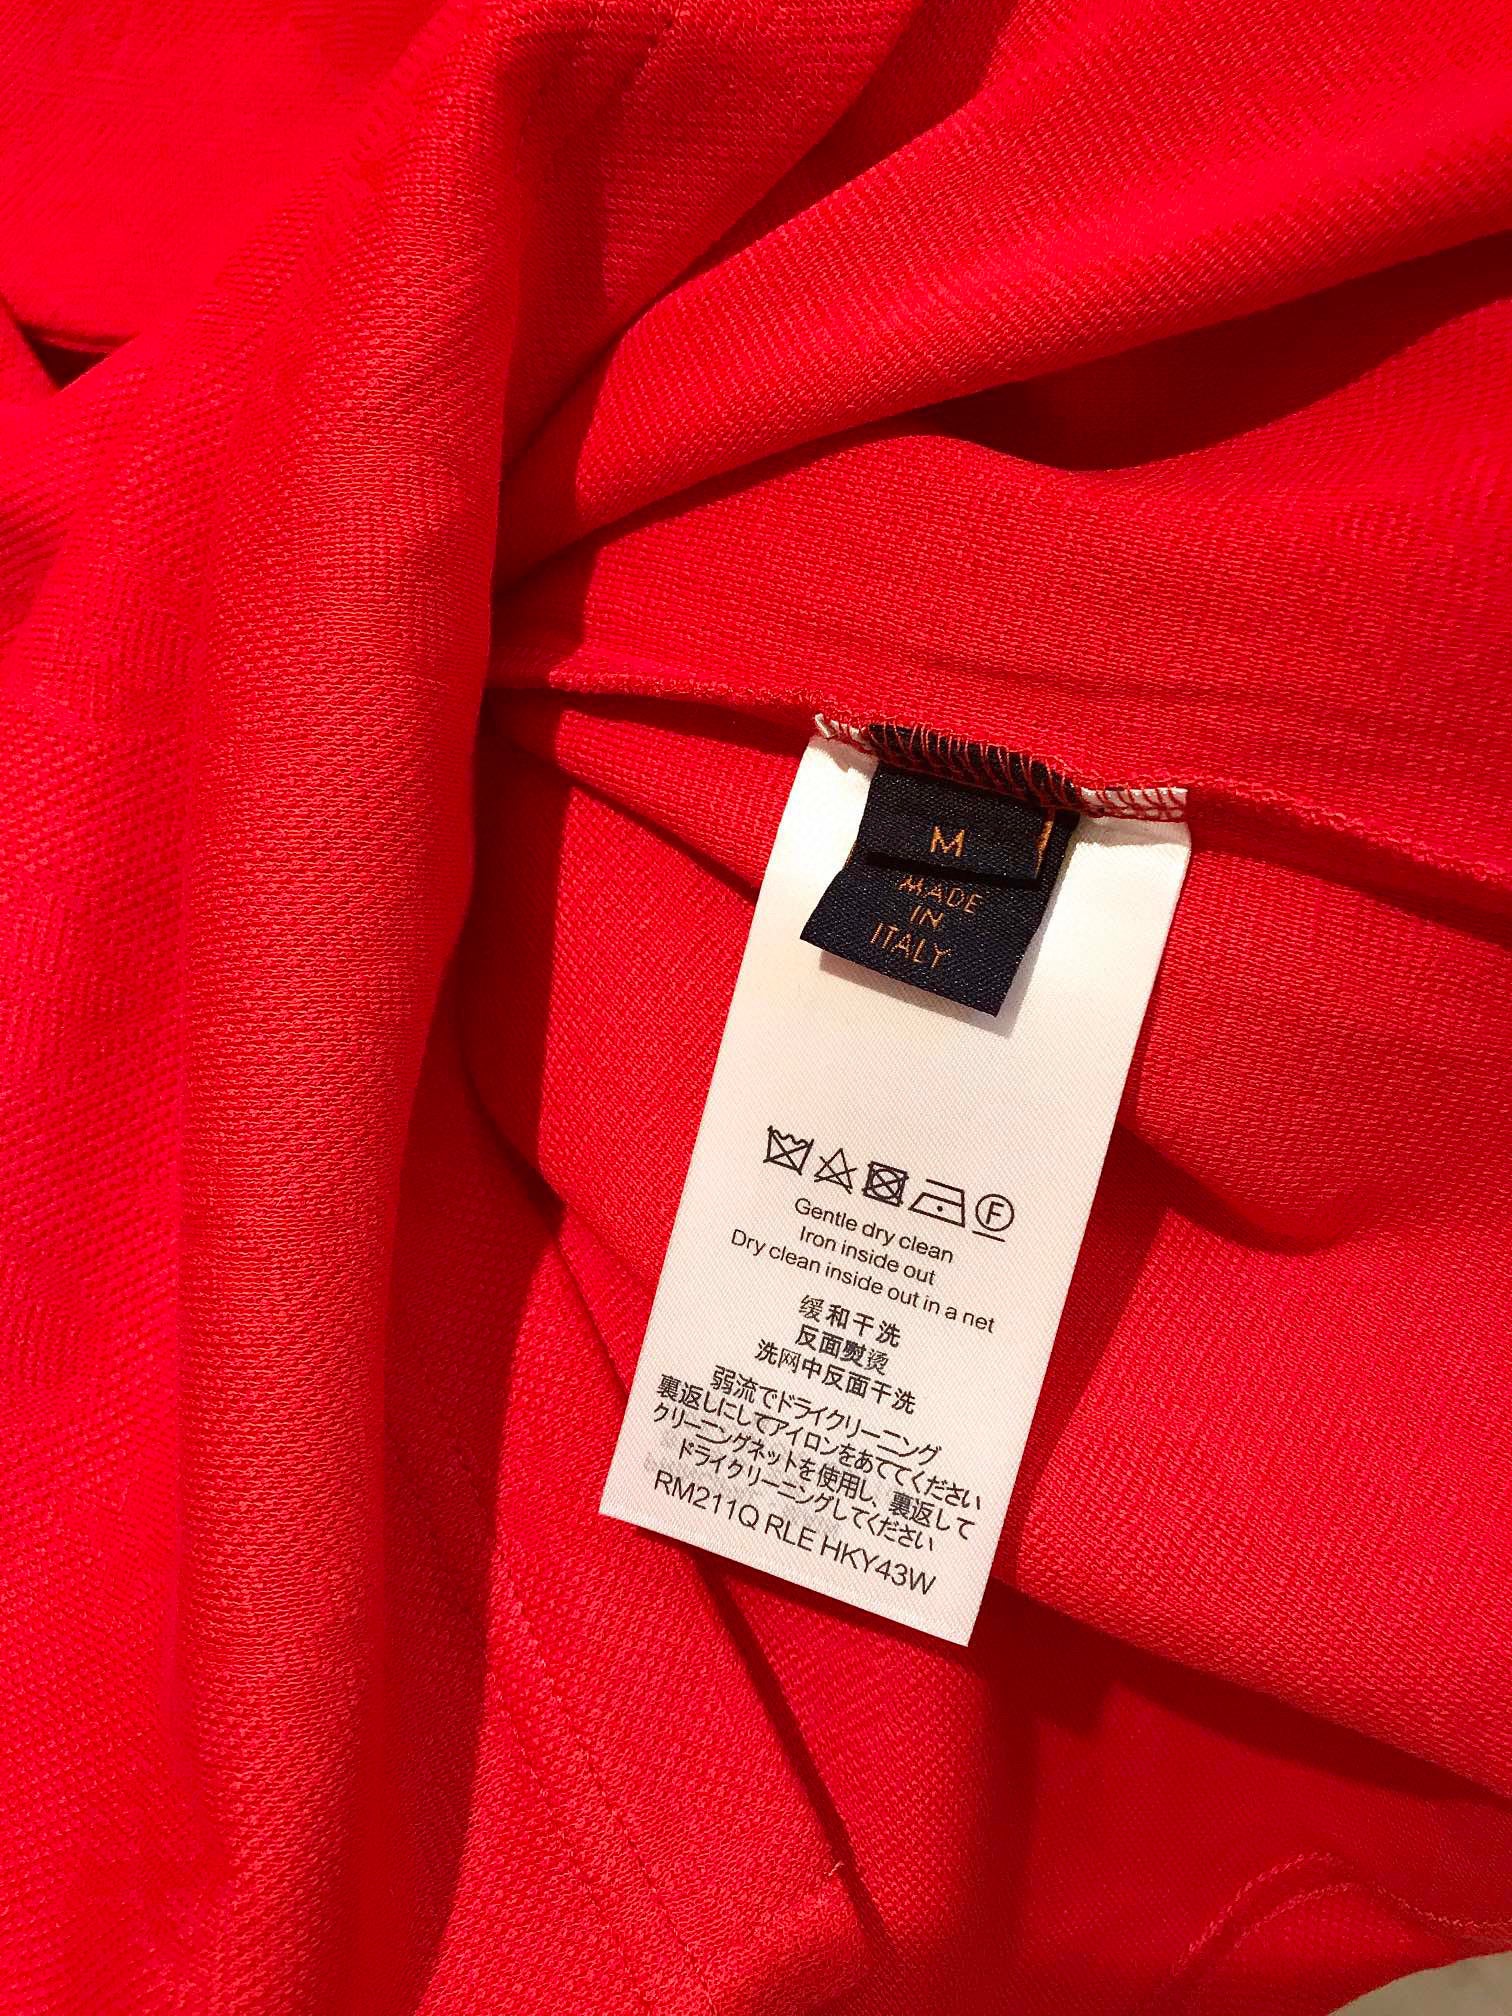 M
MADE
IN
ITALY
F
Gentle dry clean
Iron inside out
Dry clean inside out in a net
缓和干洗
反面熨烫
洗网中反面干洗
弱流でドライクリーニング
裏返しにしてアイロンをあててください
クリーニングネットを使用し、裏返して
ドライクリーニングしてください
RM211Q RLE HKY43W